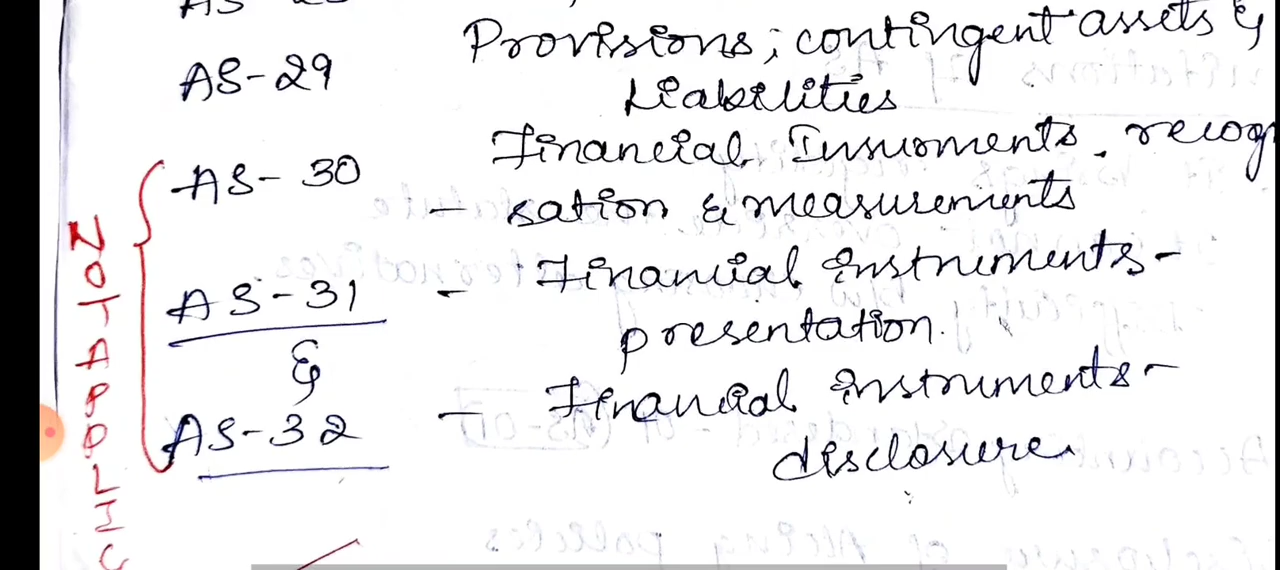 Provisions; contingent assets &
AS-29
Liabilities
Financial Insuroments. recog
AS-30
- sation & measurements
AS-31 - Financial instruments-
presentation.
&
AS-32 - Financial instruments-
disclosure.
NOT APPLIC